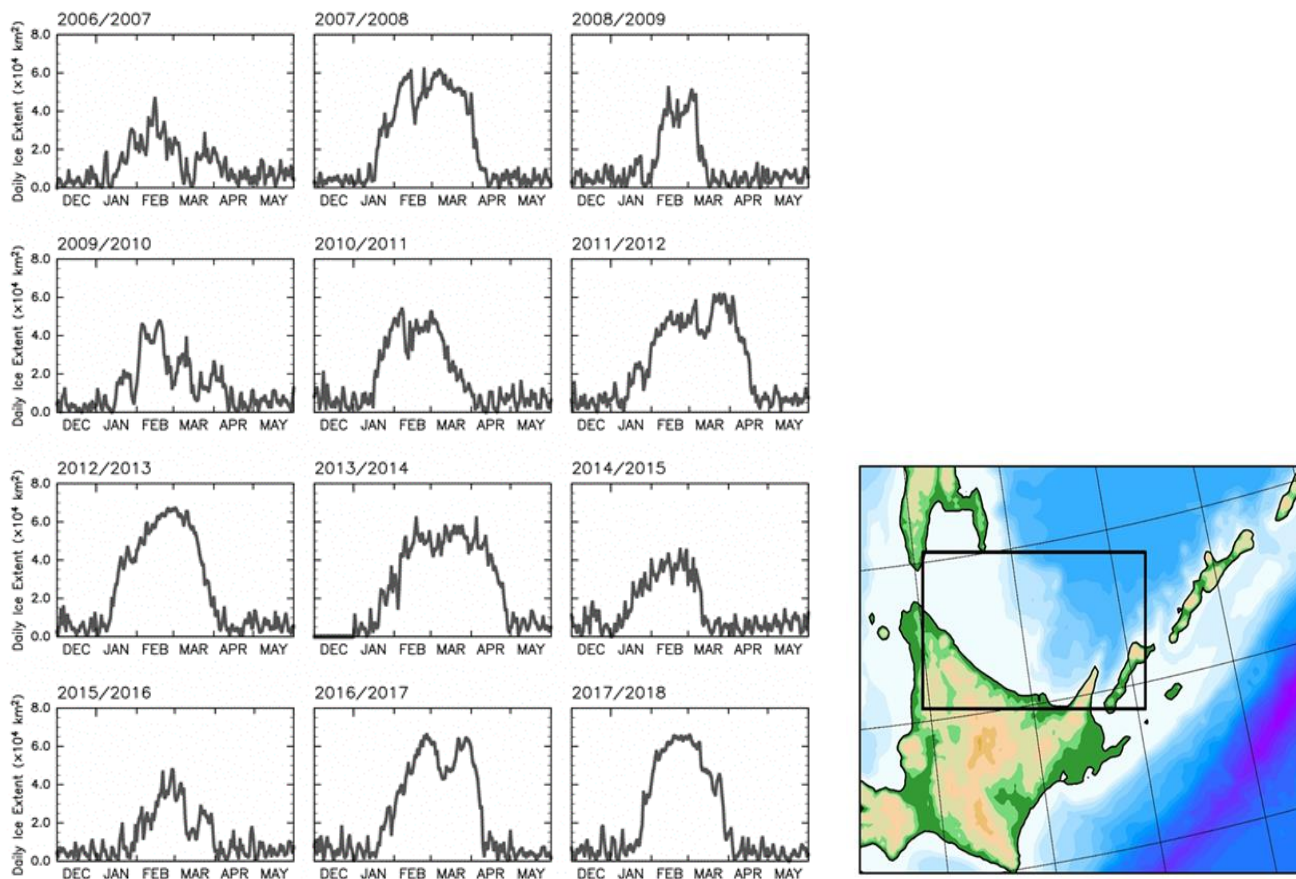 2006/2007 2007/2008 2008/2009
Daily Ice Extent (×10⁴ km²)
8.0
6.0
4.0
2.0
0.0
DEC JAN FEB MAR APR MAY DEC JAN FEB MAR APR MAY DEC JAN FEB MAR APR MAY
2009/2010 2010/2011 2011/2012
Daily Ice Extent (×10⁴ km²)
8.0
6.0
4.0
2.0
0.0
DEC JAN FEB MAR APR MAY DEC JAN FEB MAR APR MAY DEC JAN FEB MAR APR MAY
2012/2013 2013/2014 2014/2015
Daily Ice Extent (×10⁴ km²)
8.0
6.0
4.0
2.0
0.0
DEC JAN FEB MAR APR MAY DEC JAN FEB MAR APR MAY DEC JAN FEB MAR APR MAY
2015/2016 2016/2017 2017/2018
Daily Ice Extent (×10⁴ km²)
8.0
6.0
4.0
2.0
0.0
DEC JAN FEB MAR APR MAY DEC JAN FEB MAR APR MAY DEC JAN FEB MAR APR MAY